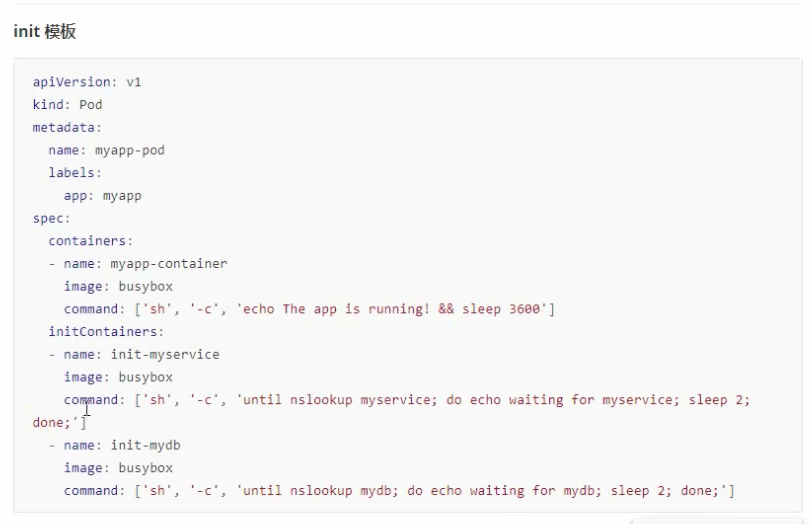 init 模板
apiVersion: v1
kind: Pod
metadata:
  name: myapp-pod
  labels:
    app: myapp
spec:
  containers:
  - name: myapp-container
    image: busybox
    command: ['sh', '-c', 'echo The app is running! && sleep 3600']
  initContainers:
  - name: init-myservice
    image: busybox
    command: ['sh', '-c', 'until nslookup myservice; do echo waiting for myservice; sleep 2;
done;']
  - name: init-mydb
    image: busybox
    command: ['sh', '-c', 'until nslookup mydb; do echo waiting for mydb; sleep 2; done;']